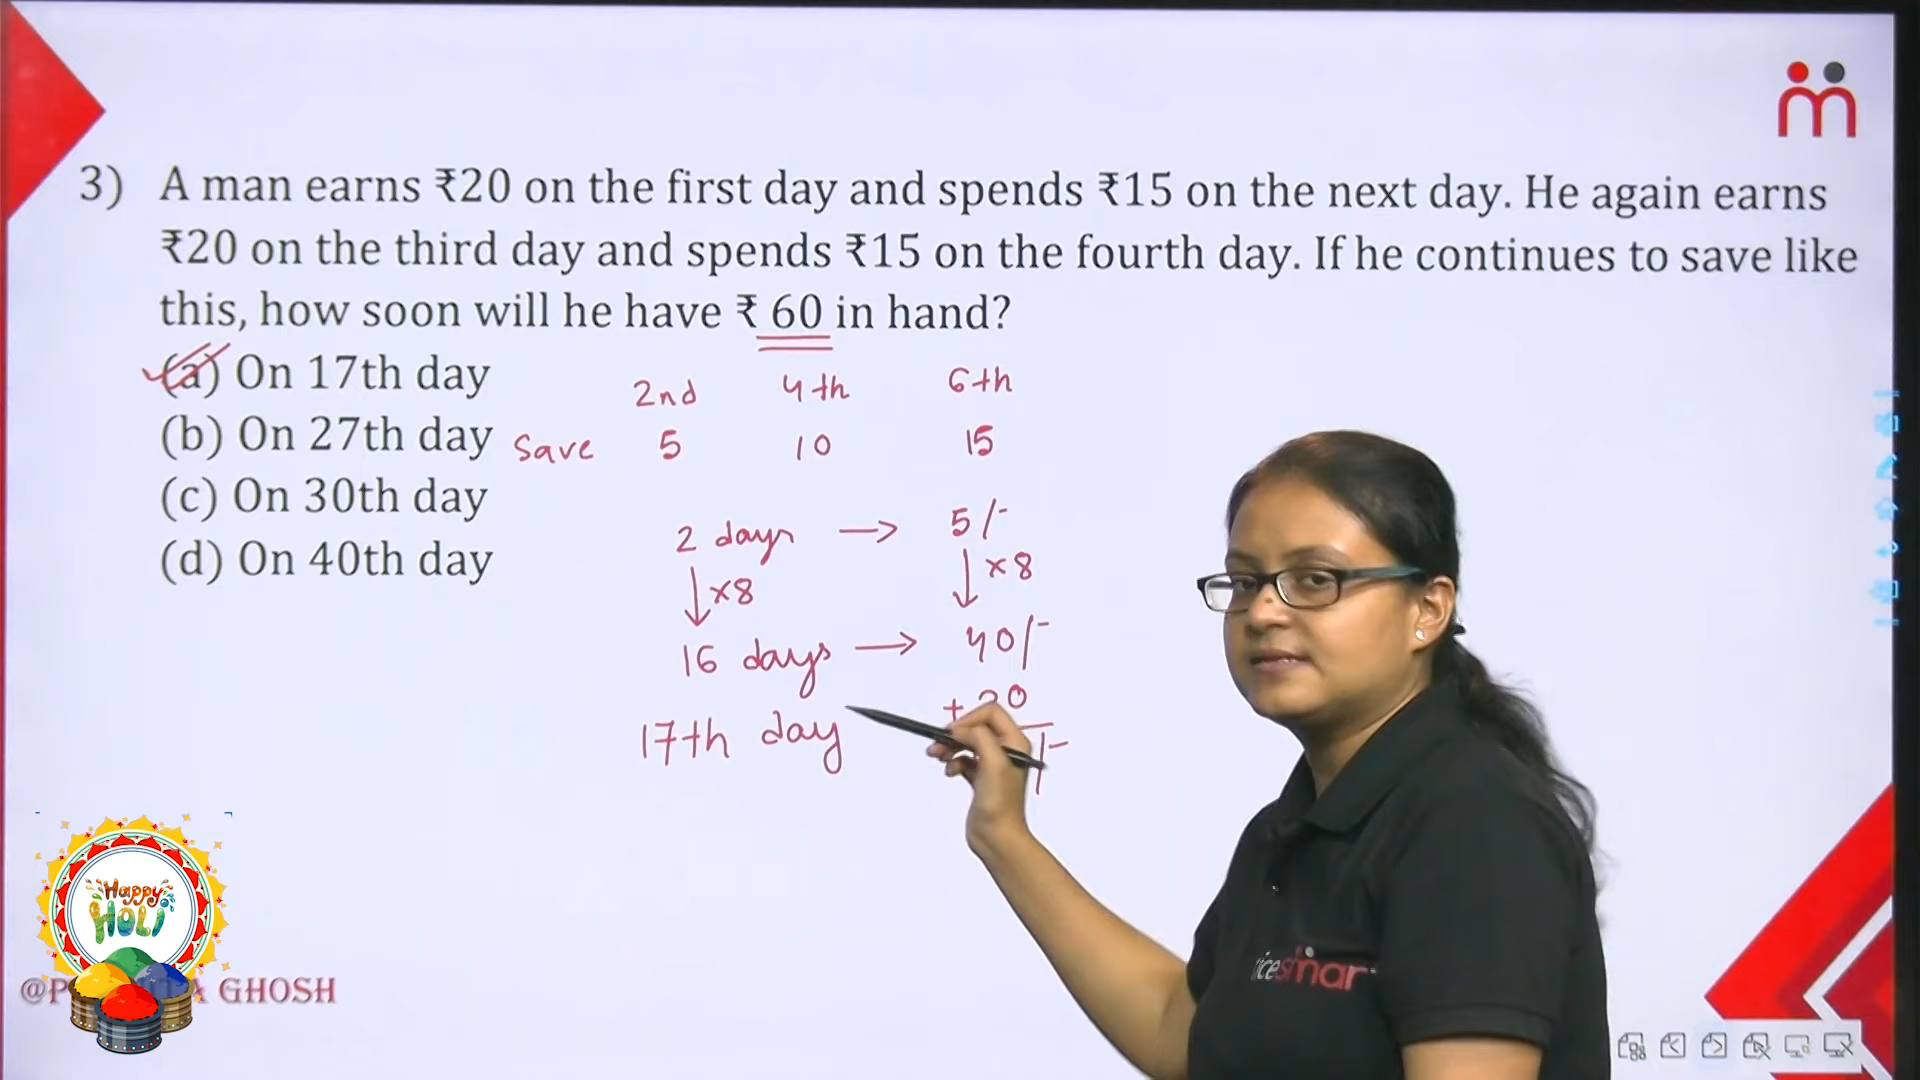 3) A man earns ₹20 on the first day and spends ₹15 on the next day. He again earns
₹20 on the third day and spends ₹15 on the fourth day. If he continues to save like
this, how soon will he have ₹ 60 in hand?
(a) On 17th day
(b) On 27th day
(c) On 30th day
(d) On 40th day
2nd 4th 6th
Save 5 10 15
2 days → 5/-
↓ ×8 ↓ ×8
16 days → 40/-
+ 20
17th day /-
Happy
HOLI
GHOSH